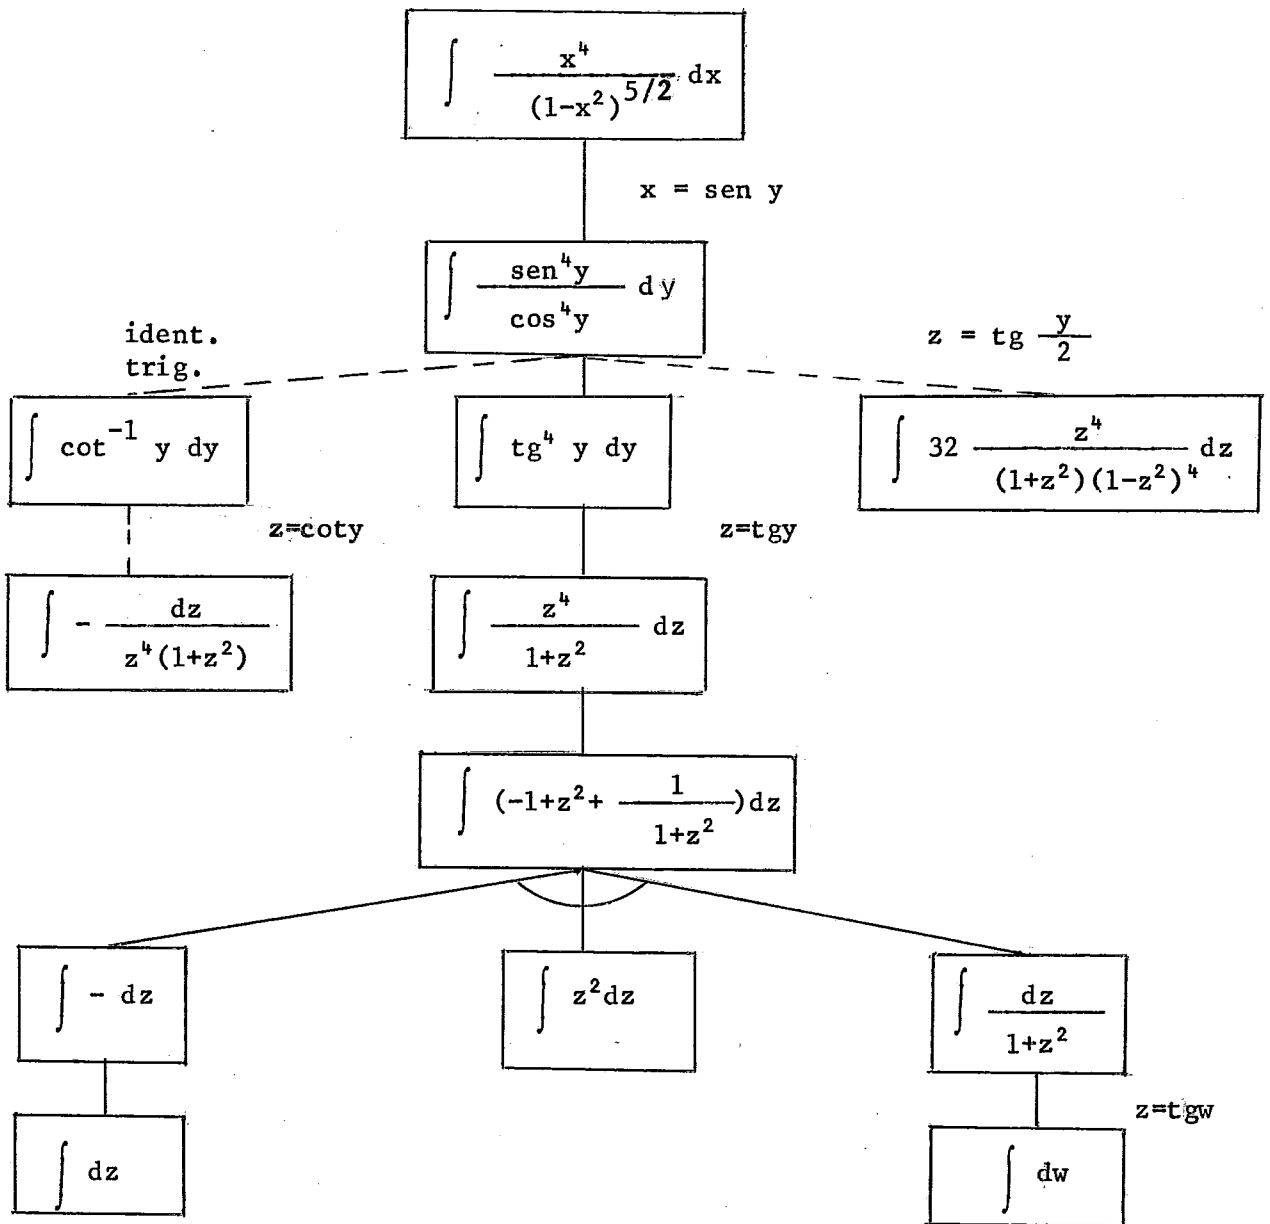 ∫ x⁴/(1-x²)^5/2 dx
x = sen y
∫ sen⁴y/cos⁴y dy
ident.
trig.
z = tg y/2
∫ cot⁻¹ y dy
∫ tg⁴ y dy
∫ 32 z⁴/(1+z²)(1-z²)⁴ dz
z=coty
z=tgy
∫ - dz/z⁴(1+z²)
∫ z⁴/1+z² dz
∫ (-1+z²+ 1/1+z²)dz
∫ - dz
∫ z²dz
∫ dz/1+z²
z=tgw
∫ dz
∫ dw